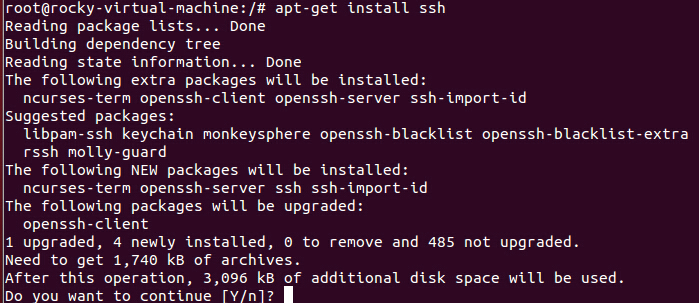 root@rocky-virtual-machine:/# apt-get install ssh
Reading package lists... Done
Building dependency tree
Reading state information... Done
The following extra packages will be installed:
  ncurses-term openssh-client openssh-server ssh-import-id
Suggested packages:
  libpam-ssh keychain monkeysphere openssh-blacklist openssh-blacklist-extra
  rssh molly-guard
The following NEW packages will be installed:
  ncurses-term openssh-server ssh ssh-import-id
The following packages will be upgraded:
  openssh-client
1 upgraded, 4 newly installed, 0 to remove and 485 not upgraded.
Need to get 1,740 kB of archives.
After this operation, 3,096 kB of additional disk space will be used.
Do you want to continue [Y/n]?